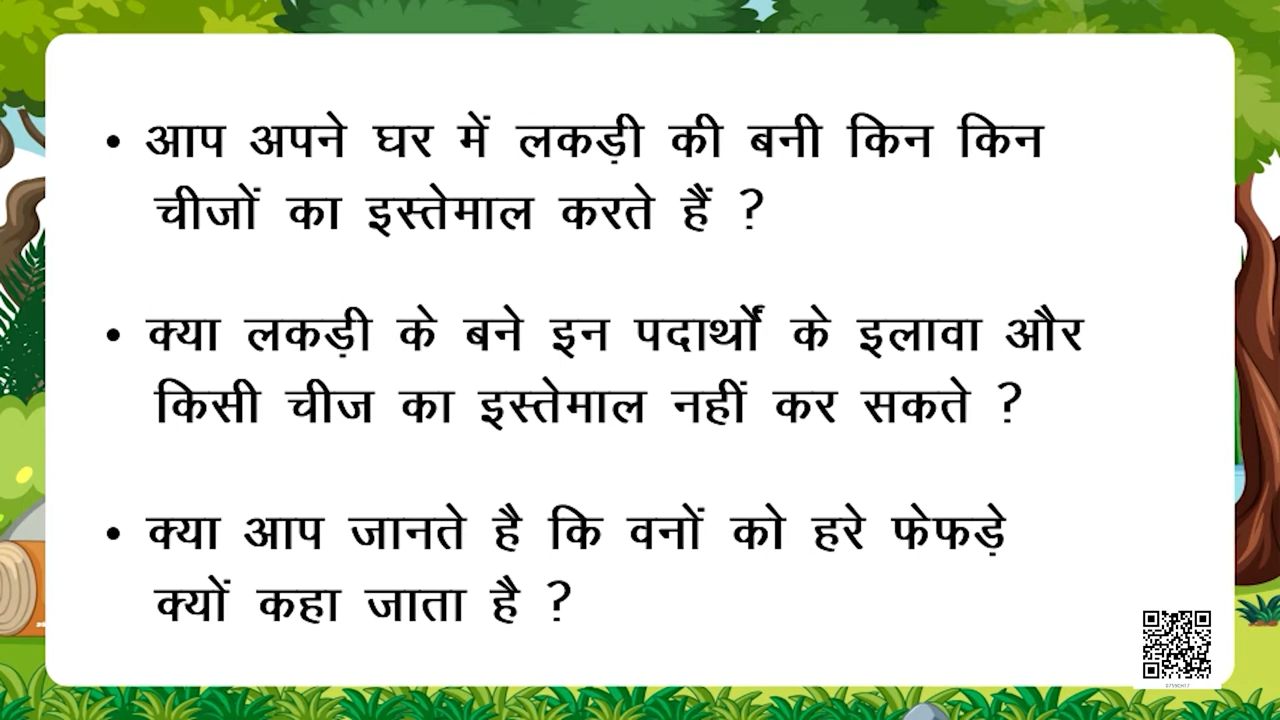 • आप अपने घर में लकड़ी की बनी किन किन
चीजों का इस्तेमाल करते हैं ?
• क्या लकड़ी के बने इन पदार्थों के इलावा और
किसी चीज का इस्तेमाल नहीं कर सकते ?
• क्या आप जानते है कि वनों को हरे फेफड़े
क्यों कहा जाता है ?